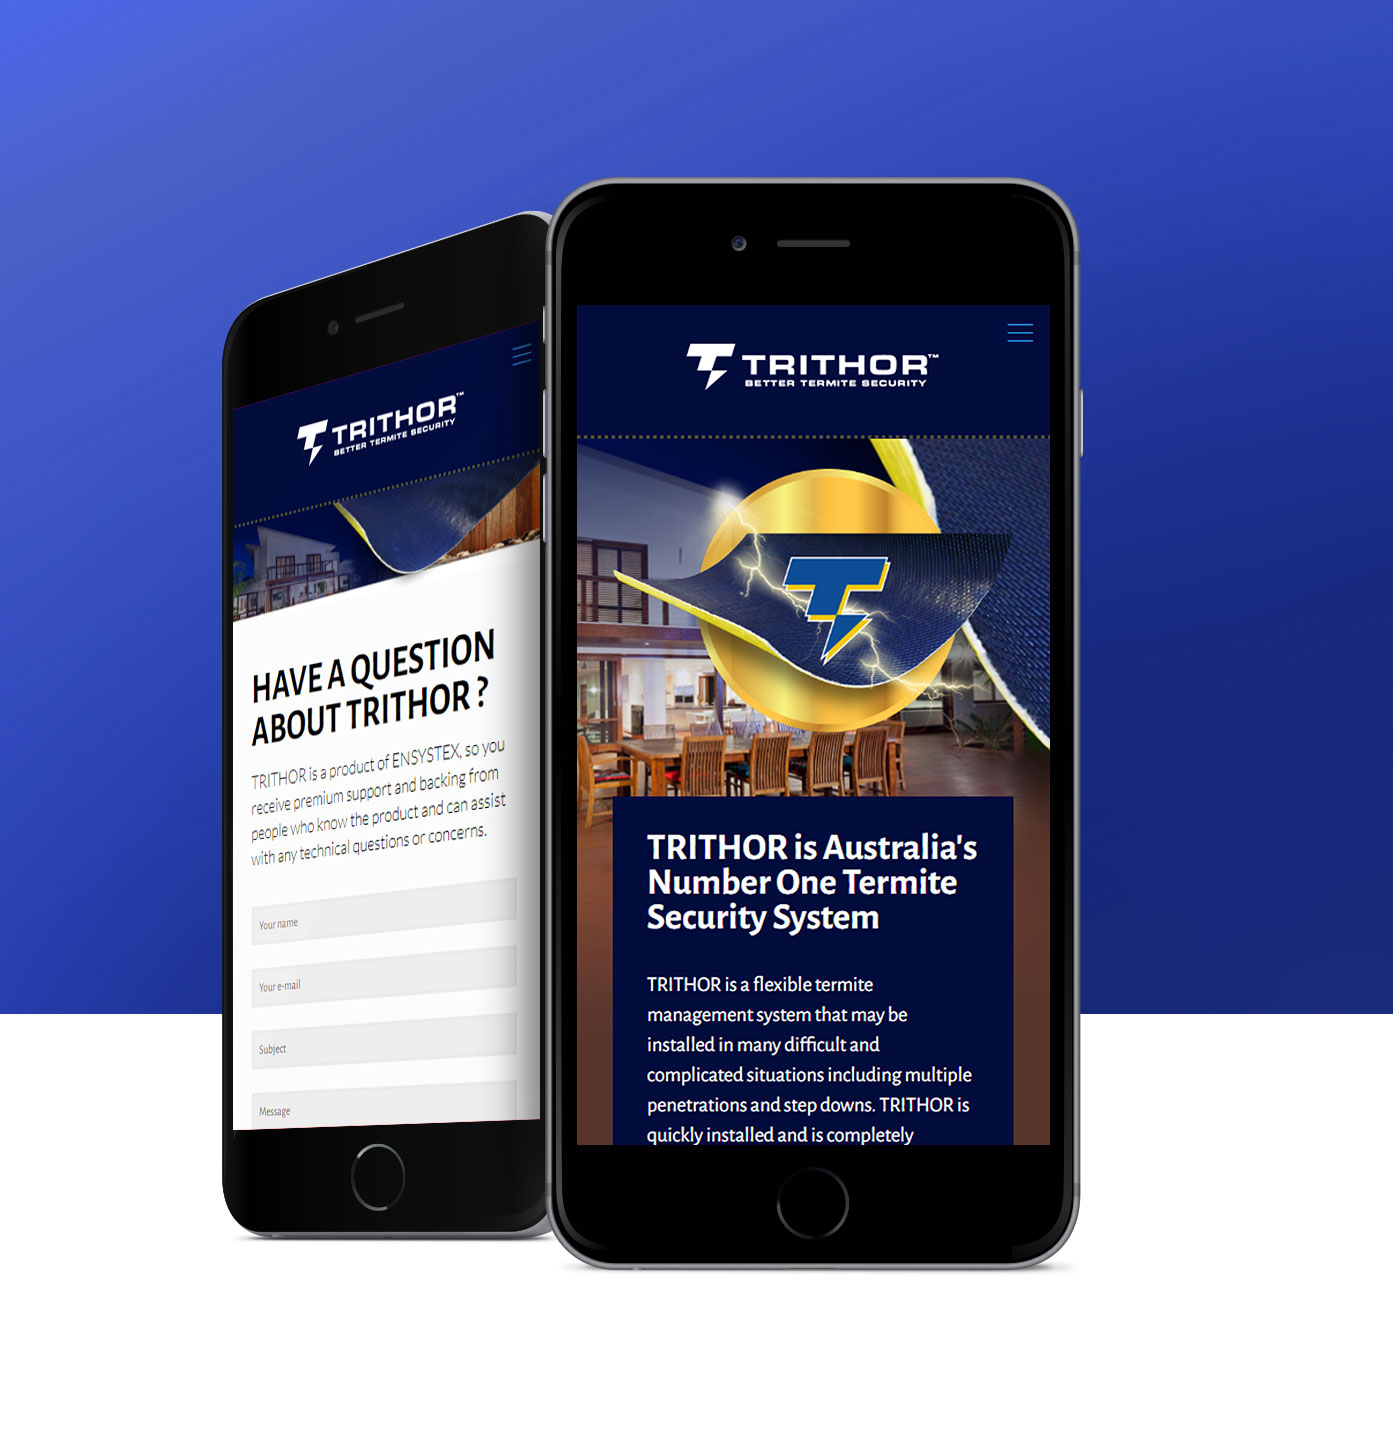 TRITHOR™
BETTER TERMITE SECURITY
HAVE A QUESTION
ABOUT TRITHOR ?
TRITHOR is a product of ENSYSTEX, so you
receive premium support and backing from
people who know the product and can assist
with any technical questions or concerns.
Your name
Your e-mail
Subject
Message
TRITHOR™
BETTER TERMITE SECURITY
T
TRITHOR is Australia's
Number One Termite
Security System
TRITHOR is a flexible termite
management system that may be
installed in many difficult and
complicated situations including multiple
penetrations and step downs. TRITHOR is
quickly installed and is completely